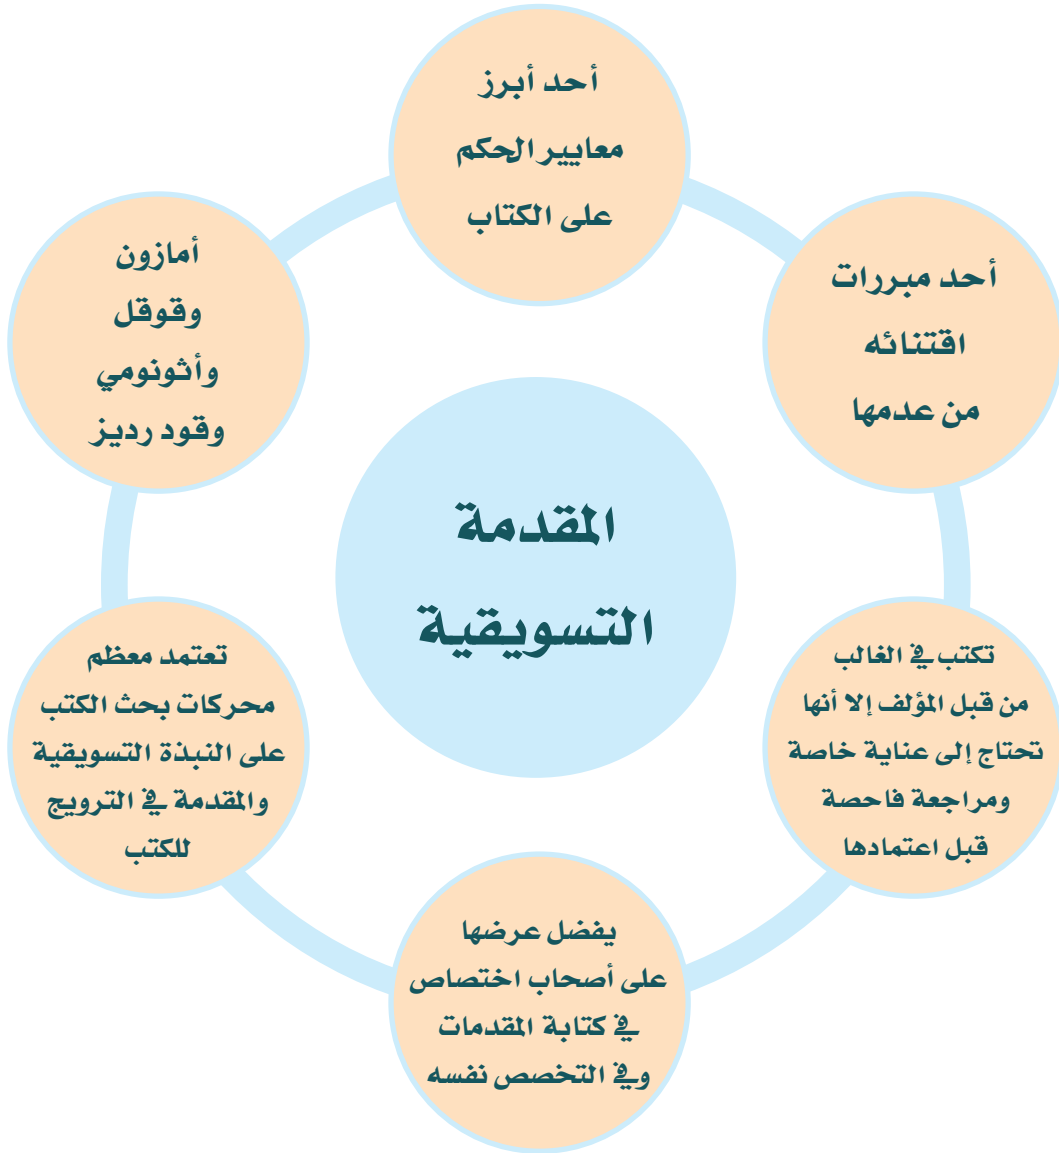 أحد أبرز
معايير الحكم
على الكتاب
أحد مبررات
اقتنائه
من عدمها
تكتب في الغالب
من قبل المؤلف إلا أنها
تحتاج إلى عناية خاصة
ومراجعة فاحصة
قبل اعتمادها
يفضل عرضها
على أصحاب اختصاص
في كتابة المقدمات
وفي التخصص نفسه
تعتمد معظم
محركات بحث الكتب
على النبذة التسويقية
والمقدمة في الترويج
للكتب
أمازون
وقوقل
وأثونومي
وقود رديز
المقدمة
التسويقية